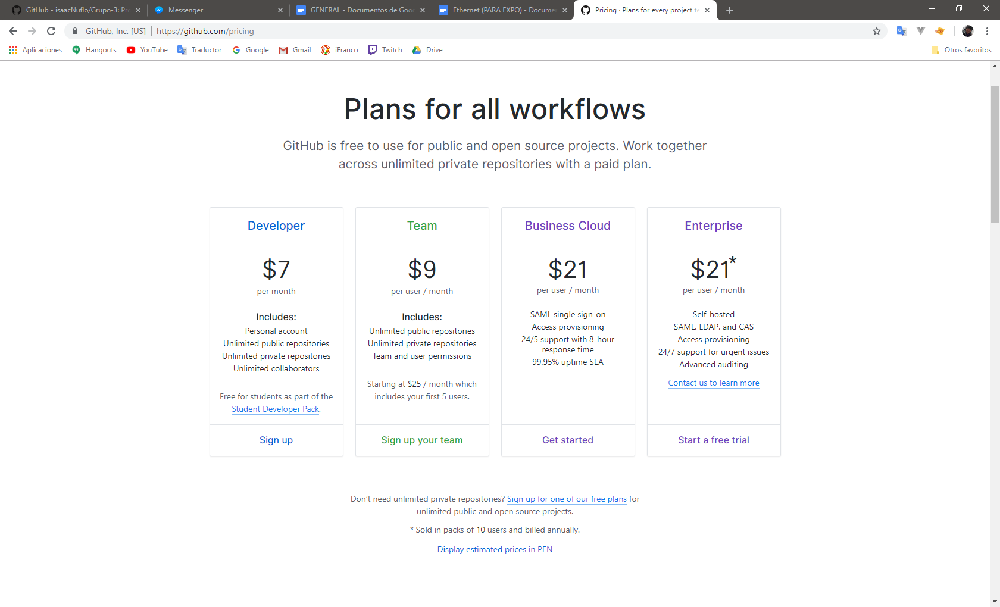 GitHub - isaacNuflo/Grupo-3: Pro
Messenger
GENERAL - Documentos de Goo
Ethernet (PARA EXPO) - Docume
Pricing · Plans for every project te
GitHub, Inc. [US] | https://github.com/pricing
Aplicaciones
Hangouts
YouTube
Traductor
Google
Gmail
iFranco
Twitch
Drive
Otros favoritos
Plans for all workflows
GitHub is free to use for public and open source projects. Work together
across unlimited private repositories with a paid plan.
Developer
$7
per month
Includes:
Personal account
Unlimited public repositories
Unlimited private repositories
Unlimited collaborators
Free for students as part of the
Student Developer Pack.
Sign up
Team
$9
per user / month
Includes:
Unlimited public repositories
Unlimited private repositories
Team and user permissions
Starting at $25 / month which
includes your first 5 users.
Sign up your team
Business Cloud
$21
per user / month
SAML single sign-on
Access provisioning
24/5 support with 8-hour
response time
99.95% uptime SLA
Get started
Enterprise
$21*
per user / month
Self-hosted
SAML, LDAP, and CAS
Access provisioning
24/7 support for urgent issues
Advanced auditing
Contact us to learn more
Start a free trial
Don't need unlimited private repositories? Sign up for one of our free plans for
unlimited public and open source projects.
* Sold in packs of 10 users and billed annually.
Display estimated prices in PEN